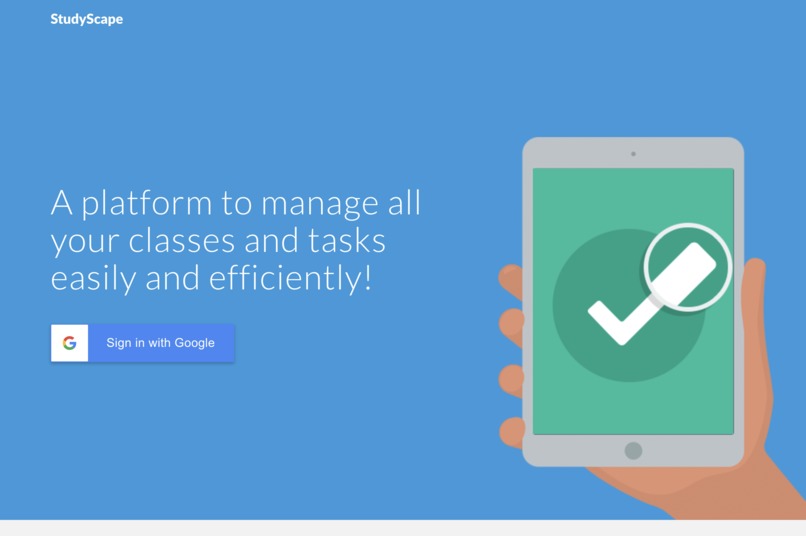 StudyScape
A platform to manage all
your classes and tasks
easily and efficiently!
Sign in with Google